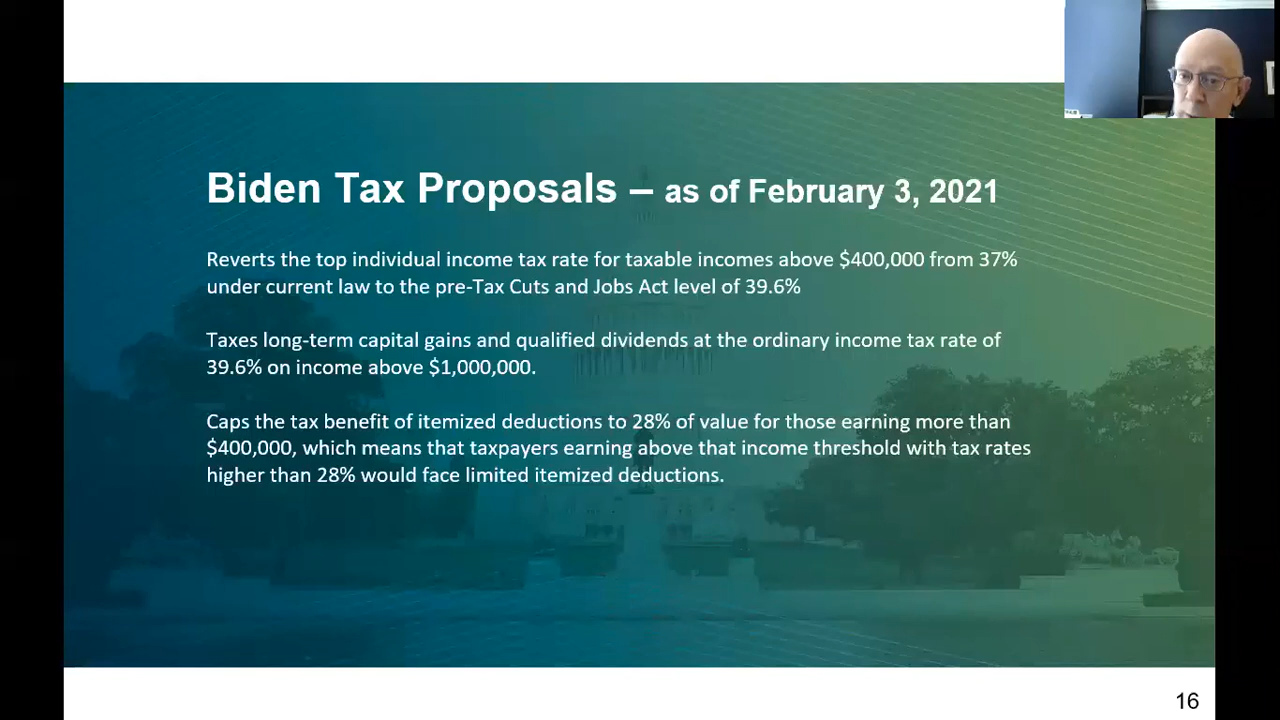 Biden Tax Proposals – as of February 3, 2021
Reverts the top individual income tax rate for taxable incomes above $400,000 from 37%
under current law to the pre-Tax Cuts and Jobs Act level of 39.6%
Taxes long-term capital gains and qualified dividends at the ordinary income tax rate of
39.6% on income above $1,000,000.
Caps the tax benefit of itemized deductions to 28% of value for those earning more than
$400,000, which means that taxpayers earning above that income threshold with tax rates
higher than 28% would face limited itemized deductions.
16